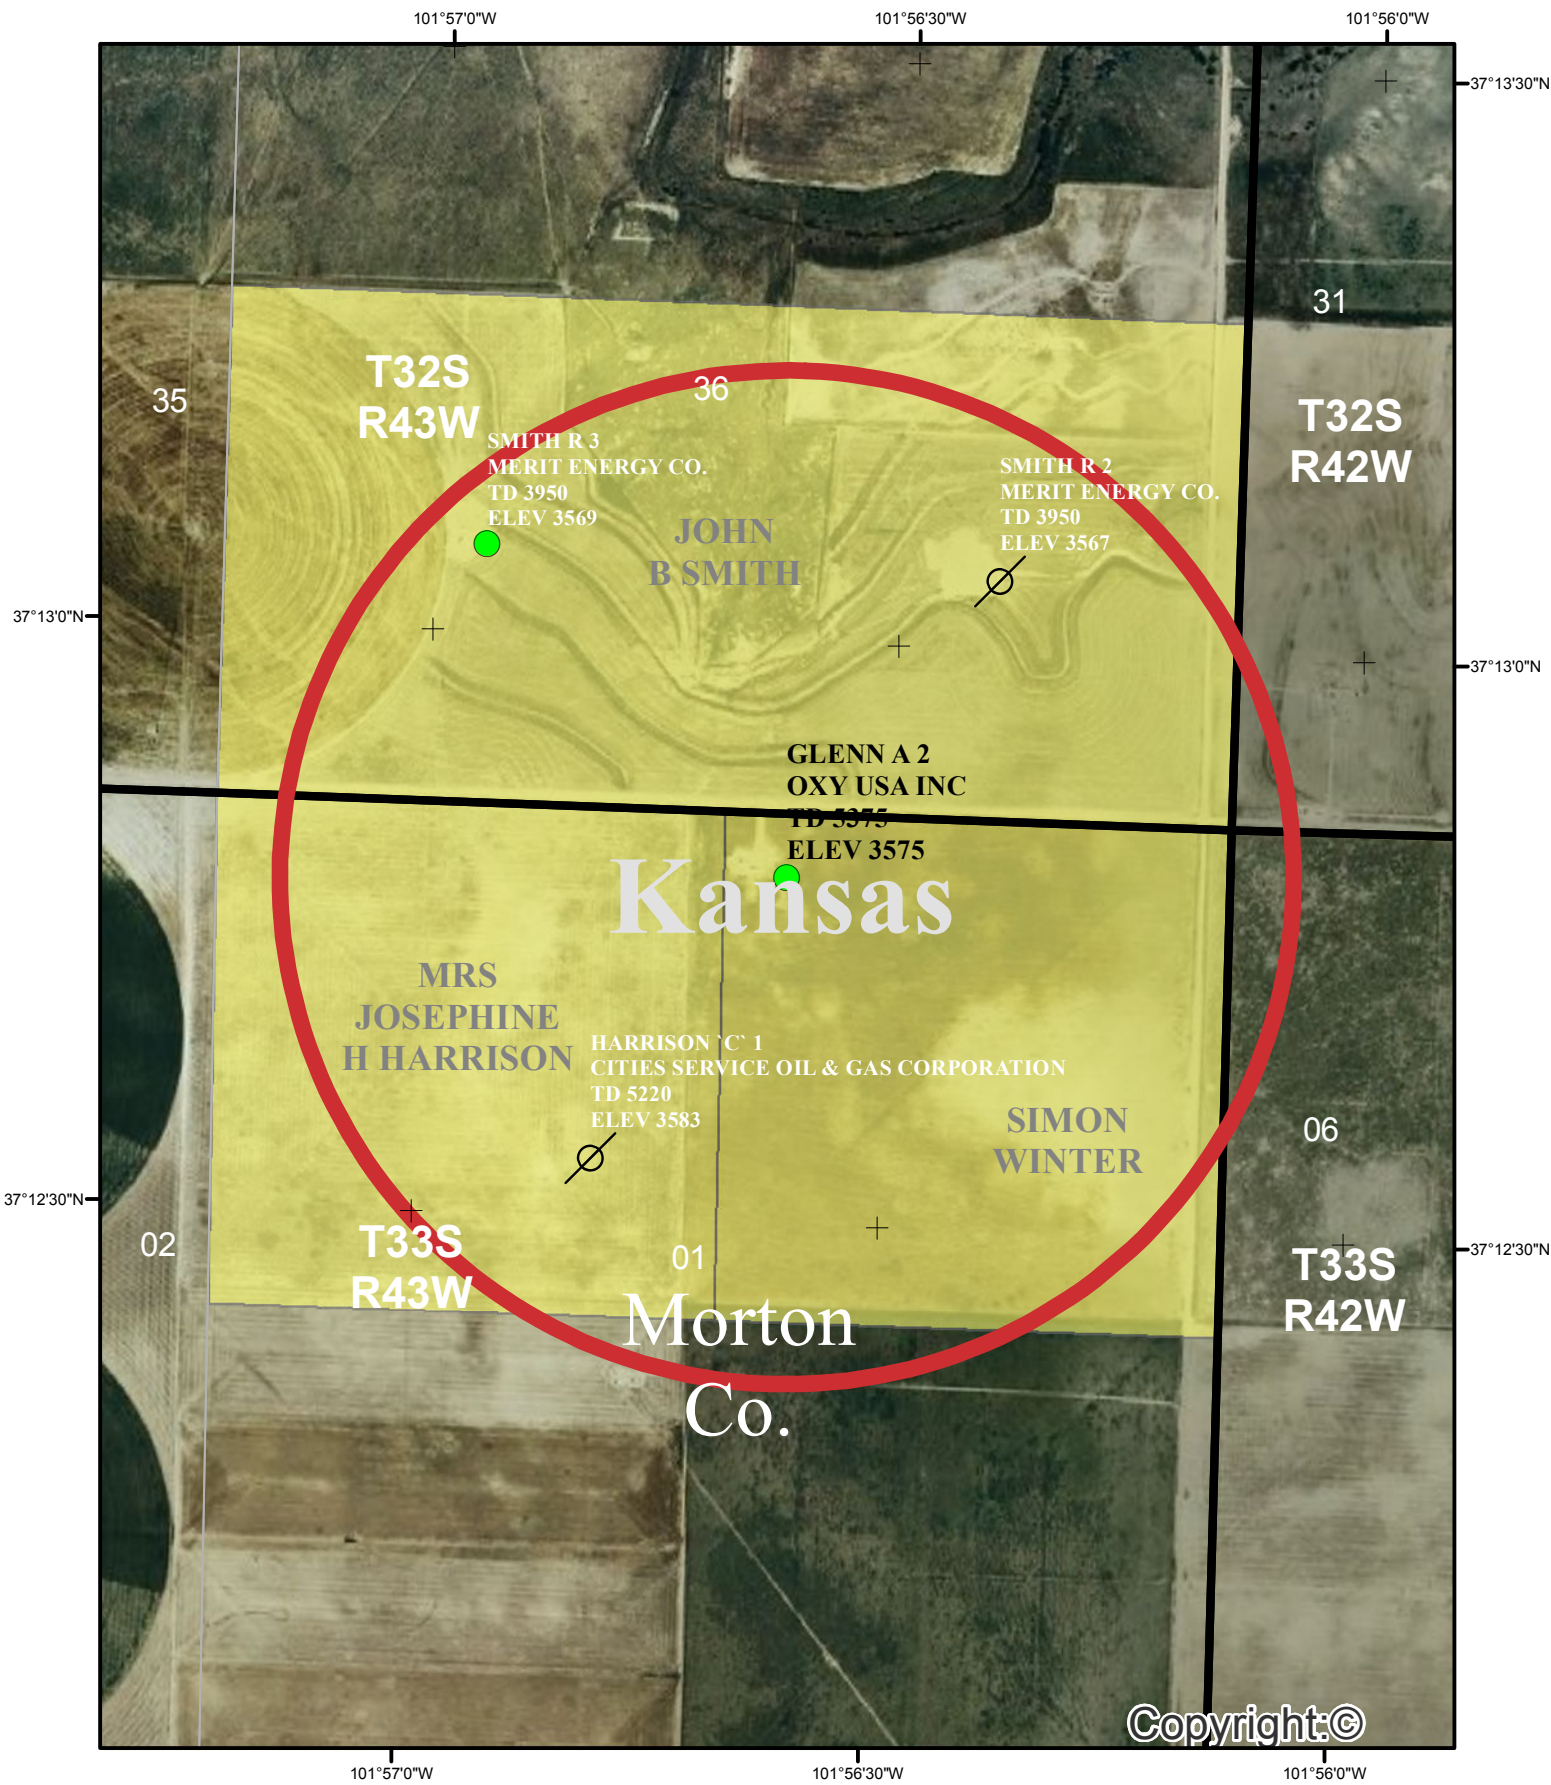 101°57'0"W
101°56'30"W
101°56'0"W
37°13'30"N
31
T32S
R43W
36
35
T32S
R42W
SMITH R 3
MERIT ENERGY CO.
TD 3950
ELEV 3569
SMITH R 2
MERIT ENERGY CO.
TD 3950
ELEV 3567
JOHN
B SMITH
37°13'0"N
37°13'0"N
GLENN A 2
OXY USA INC
TD 5375
ELEV 3575
Kansas
MRS
JOSEPHINE
H HARRISON
HARRISON `C` 1
CITIES SERVICE OIL & GAS CORPORATION
TD 5220
ELEV 3583
SIMON
WINTER
06
37°12'30"N
02
T33S
R43W
01
37°12'30"N
T33S
R42W
Morton
Co.
Copyright:©
101°57'0"W
101°56'30"W
101°56'0"W